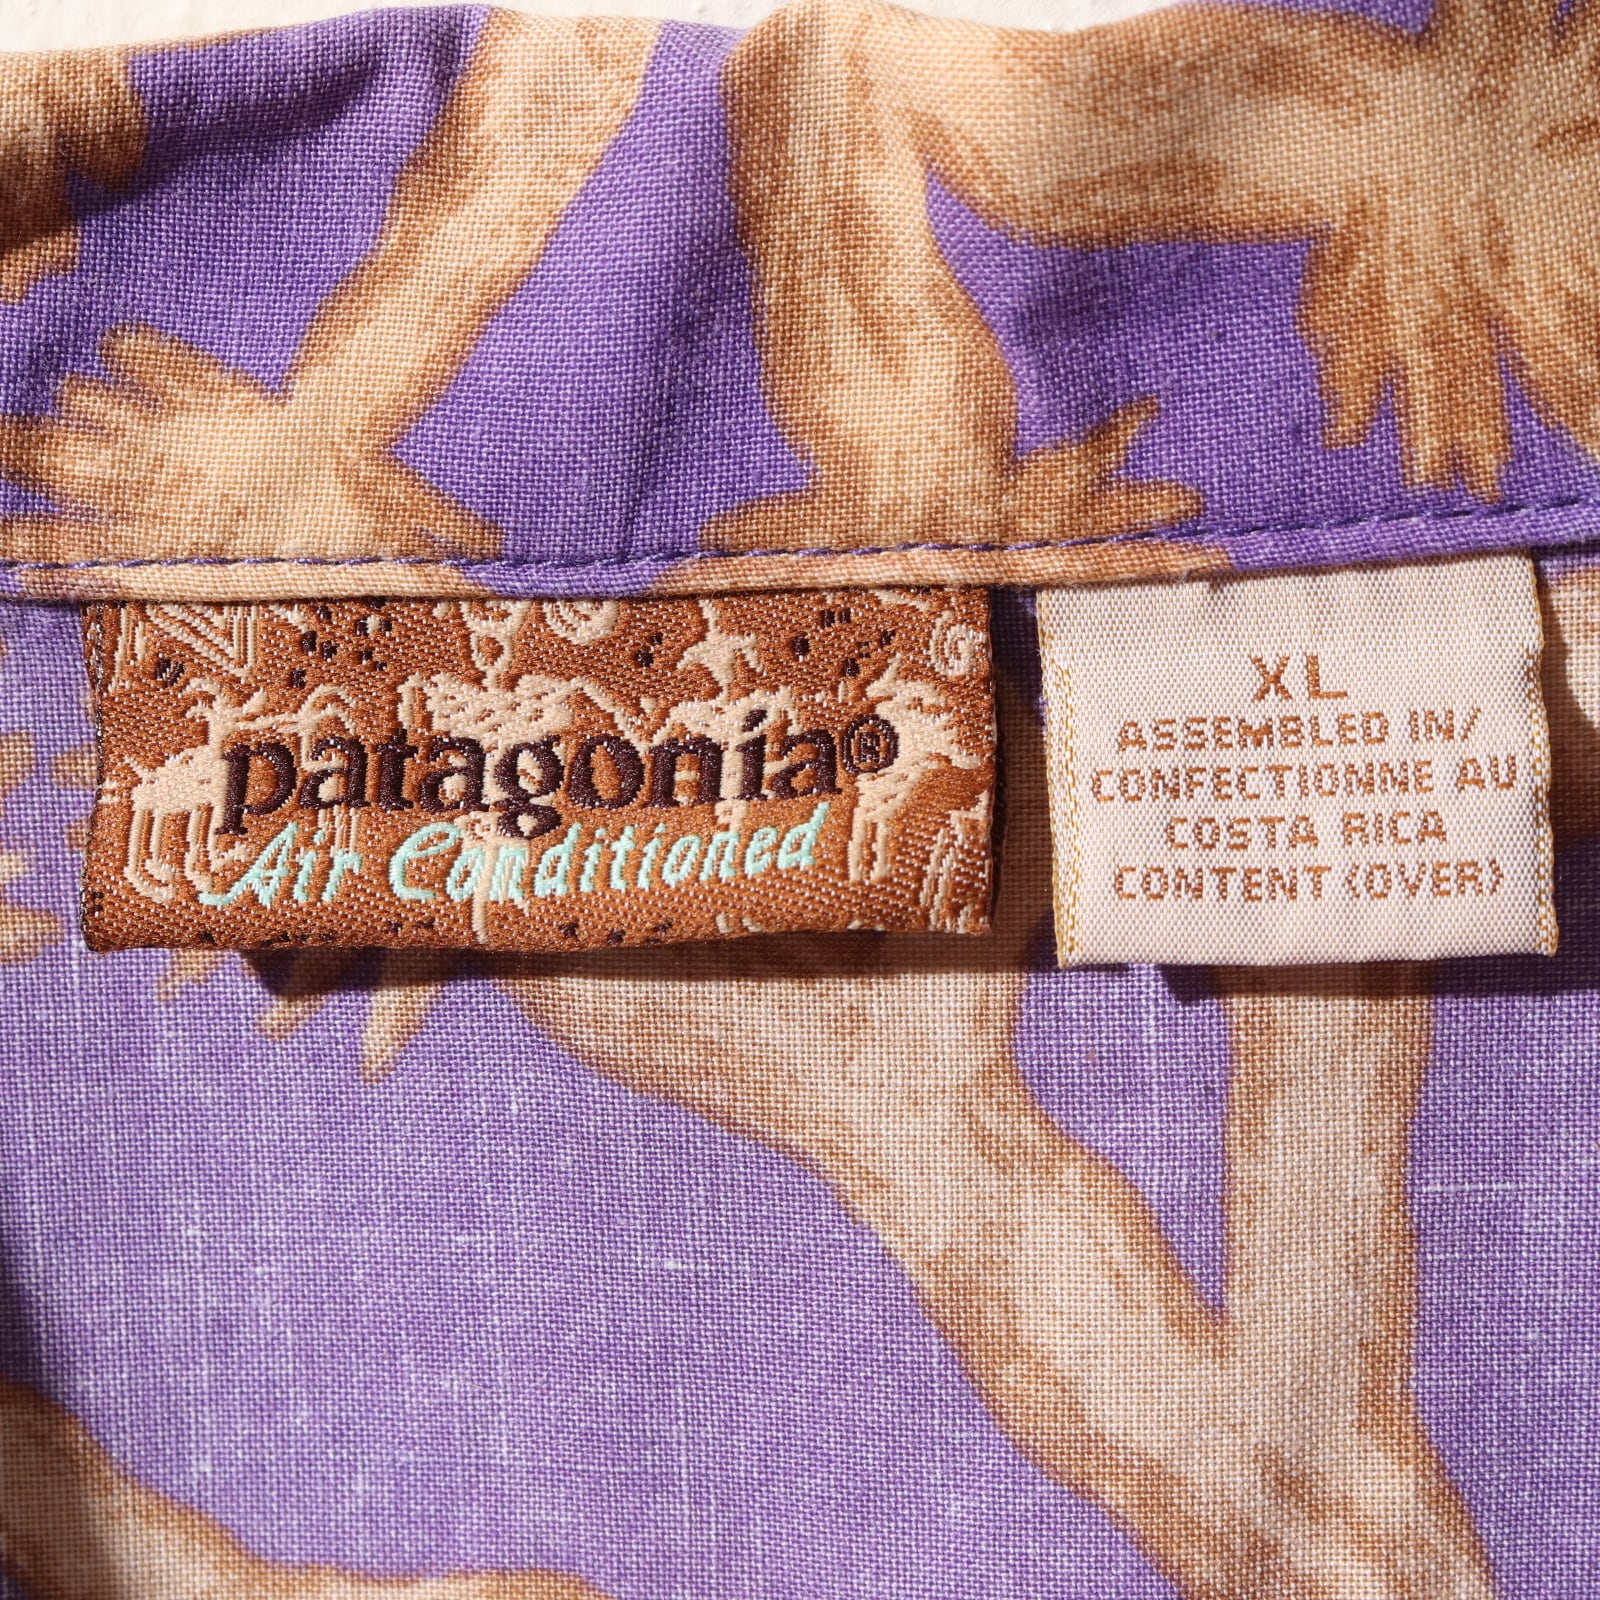 patagonia®
Air Conditioned
XL
ASSEMBLED IN/
CONFECTIONNE AU
COSTA RICA
CONTENT (OVER)